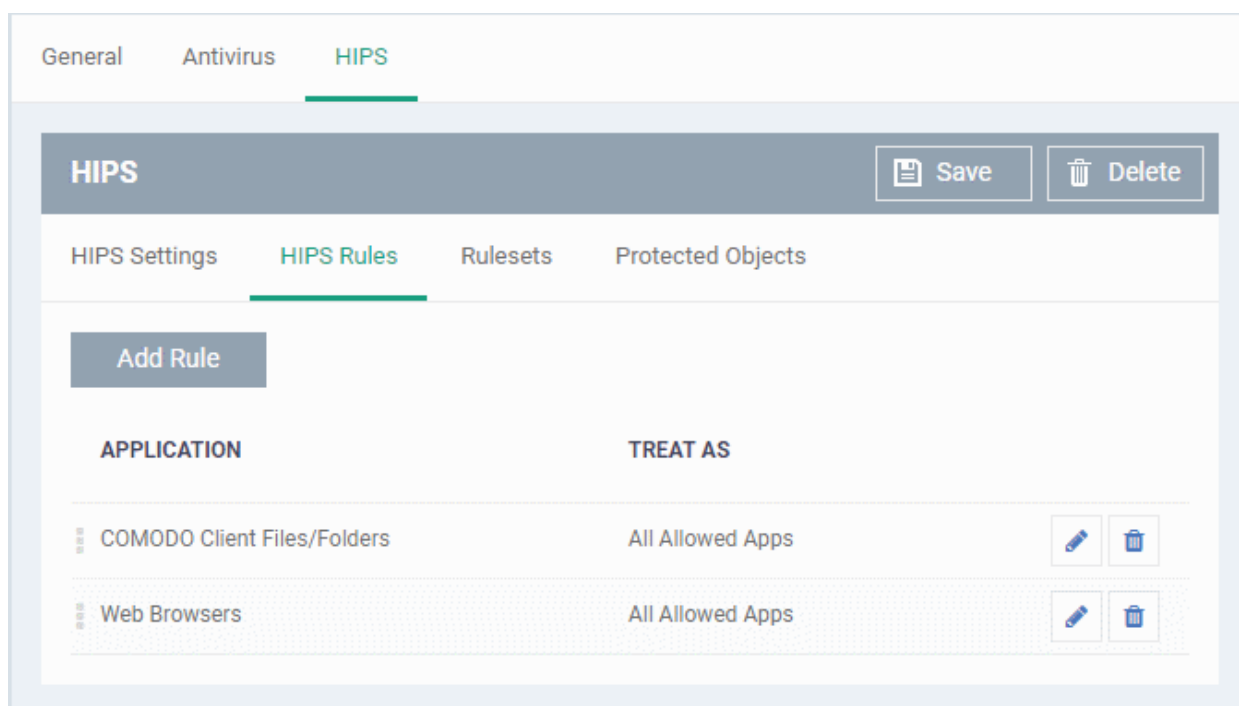 General Antivirus HIPS
HIPS Save Delete
HIPS Settings HIPS Rules Rulesets Protected Objects
Add Rule
APPLICATION TREAT AS
COMODO Client Files/Folders All Allowed Apps
Web Browsers All Allowed Apps